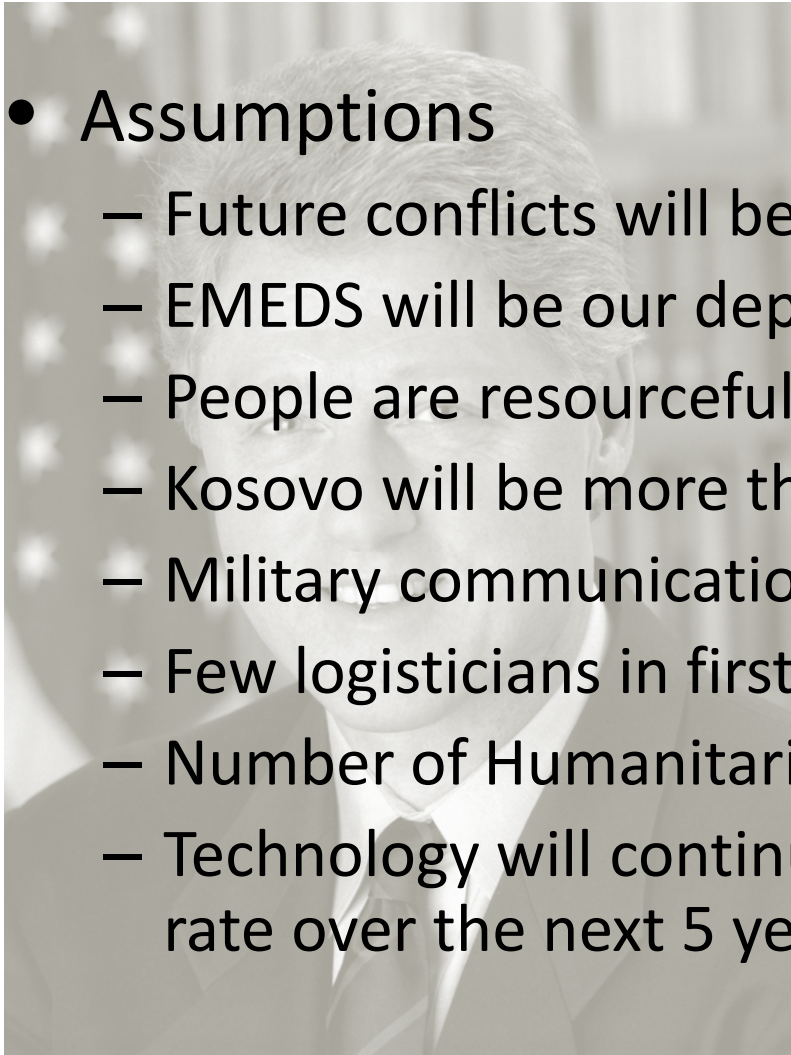 • Assumptions
– Future conflicts will be
– EMEDS will be our dep
– People are resourceful
– Kosovo will be more th
– Military communicatio
– Few logisticians in first
– Number of Humanitari
– Technology will continu
rate over the next 5 ye